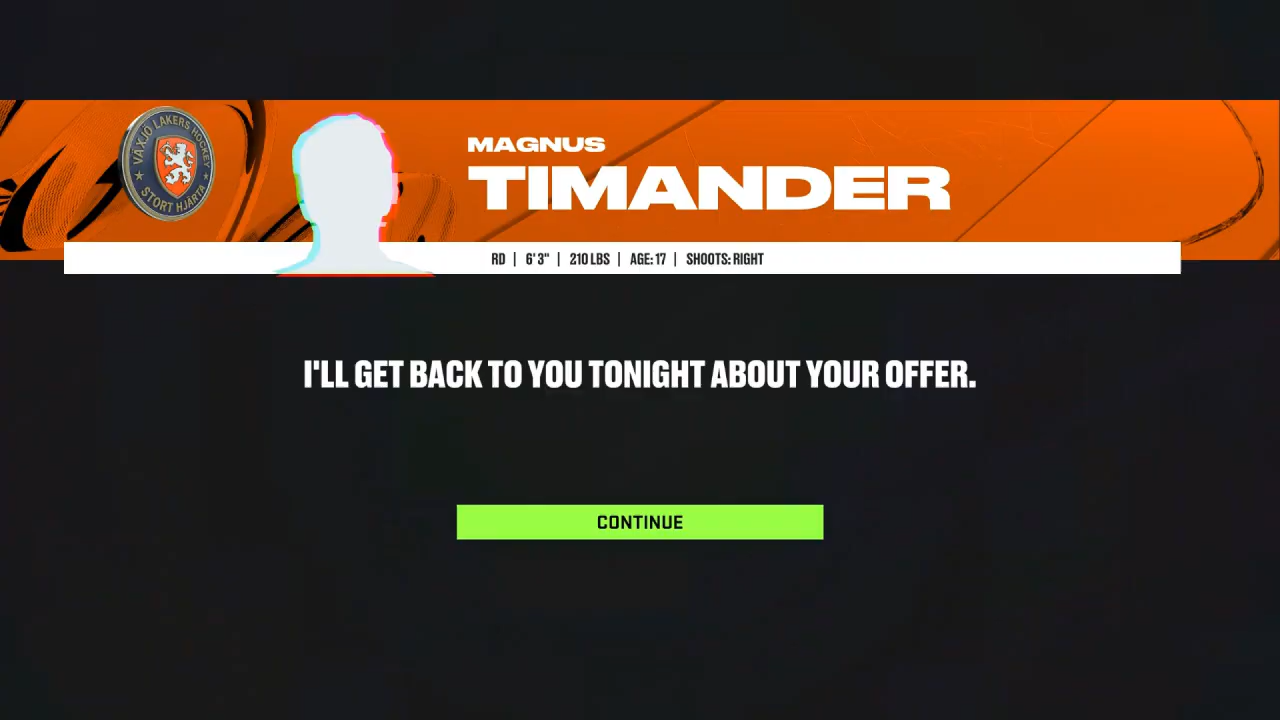 VÄXJÖ LAKERS HOCKEY
STORT HJÄRTA
MAGNUS
TIMANDER
RD | 6' 3" | 210 LBS | AGE: 17 | SHOOTS: RIGHT
I'LL GET BACK TO YOU TONIGHT ABOUT YOUR OFFER.
CONTINUE